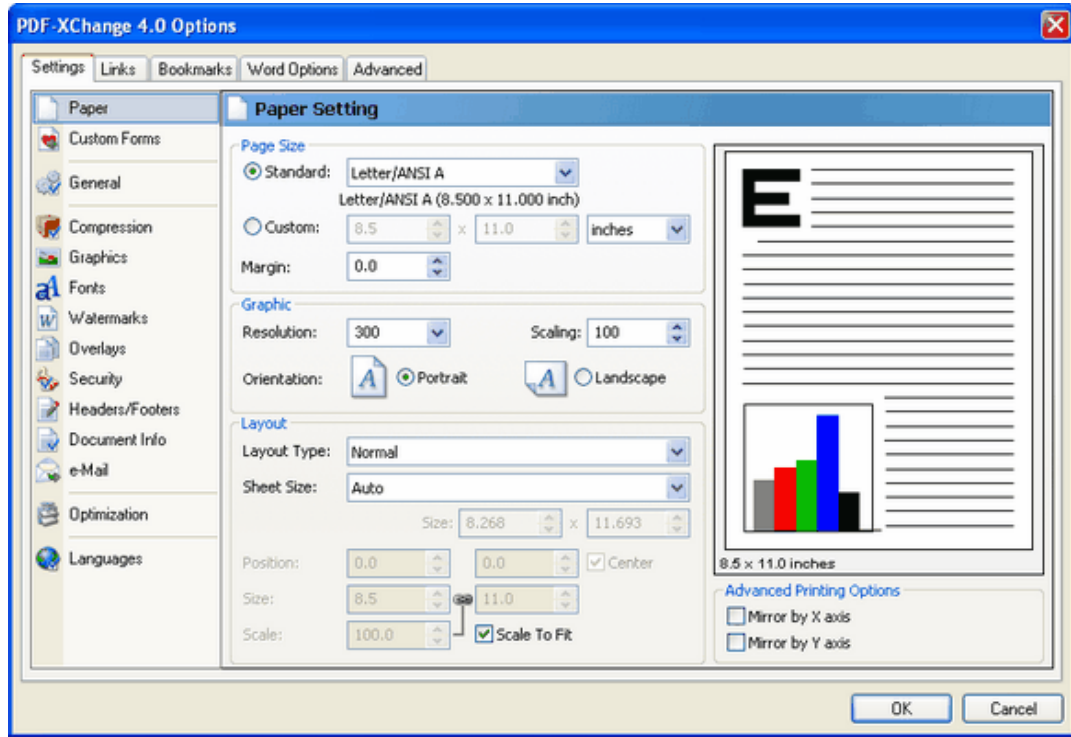 PDF-XChange 4.0 Options
Settings Links Bookmarks Word Options Advanced
Paper
Custom Forms
General
Compression
Graphics
Fonts
Watermarks
Overlays
Security
Headers/Footers
Document Info
e-Mail
Optimization
Languages
Paper Setting
Page Size
Standard: Letter/ANSI A
Letter/ANSI A (8.500 x 11.000 inch)
Custom: 8.5 x 11.0 inches
Margin: 0.0
Graphic
Resolution: 300 Scaling: 100
Orientation: A Portrait A Landscape
Layout
Layout Type: Normal
Sheet Size: Auto
Size: 8.268 x 11.693
Position: 0.0 0.0 Center
Size: 8.5 11.0
Scale: 100.0 Scale To Fit
E
8.5 x 11.0 inches
Advanced Printing Options
Mirror by X axis
Mirror by Y axis
OK Cancel